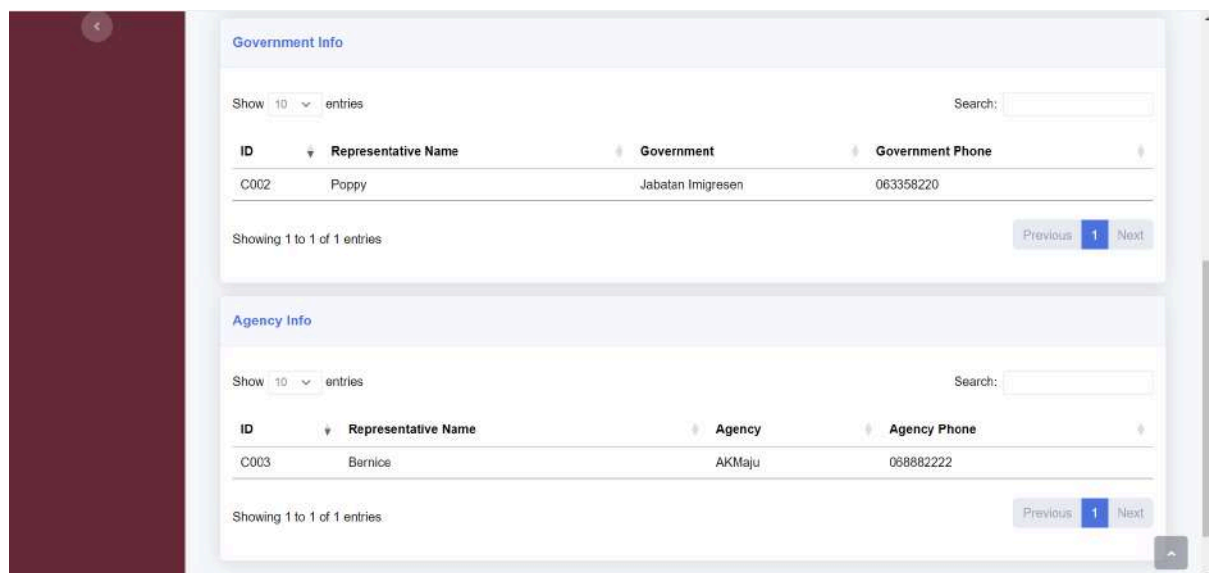 Government Info
Show 10 entries Search:
ID Representative Name Government Government Phone
C002 Poppy Jabatan Imigresen 063358220
Showing 1 to 1 of 1 entries Previous 1 Next
Agency Info
Show 10 entries Search:
ID Representative Name Agency Agency Phone
C003 Bernice AKMaju 068882222
Showing 1 to 1 of 1 entries Previous 1 Next